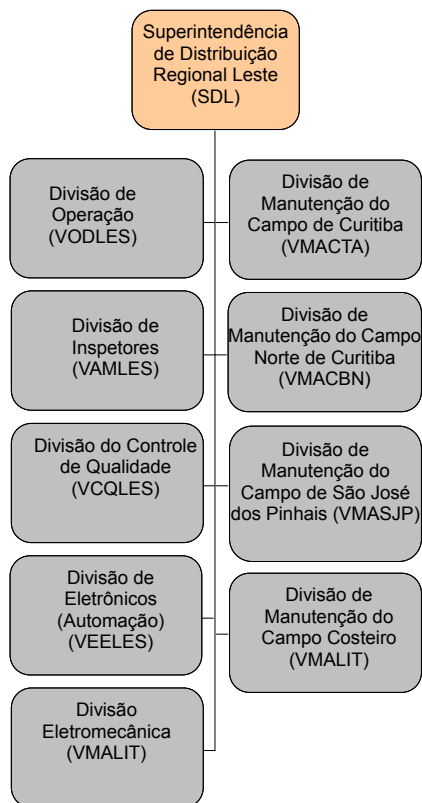 Superintendência
de Distribuição
Regional Leste
(SDL)
Divisão de
Operação
(VODLES)
Divisão de
Manutenção do
Campo de Curitiba
(VMACTA)
Divisão de
Inspetores
(VAMLES)
Divisão de
Manutenção do Campo
Norte de Curitiba
(VMACBN)
Divisão do Controle
de Qualidade
(VCQLES)
Divisão de
Manutenção do
Campo de São José
dos Pinhais (VMASJP)
Divisão de
Eletrônicos
(Automação)
(VEELES)
Divisão de
Manutenção do
Campo Costeiro
(VMALIT)
Divisão
Eletromecânica
(VMALIT)